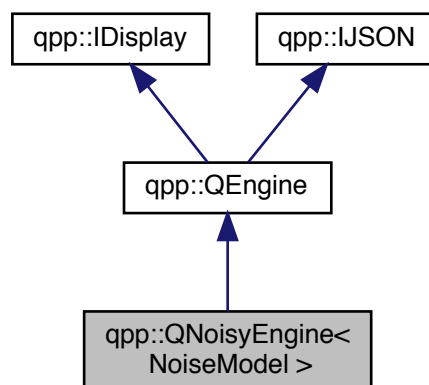 qpp::IDisplay
qpp::IJSON
qpp::QEngine
qpp::QNoisyEngine<
NoiseModel >